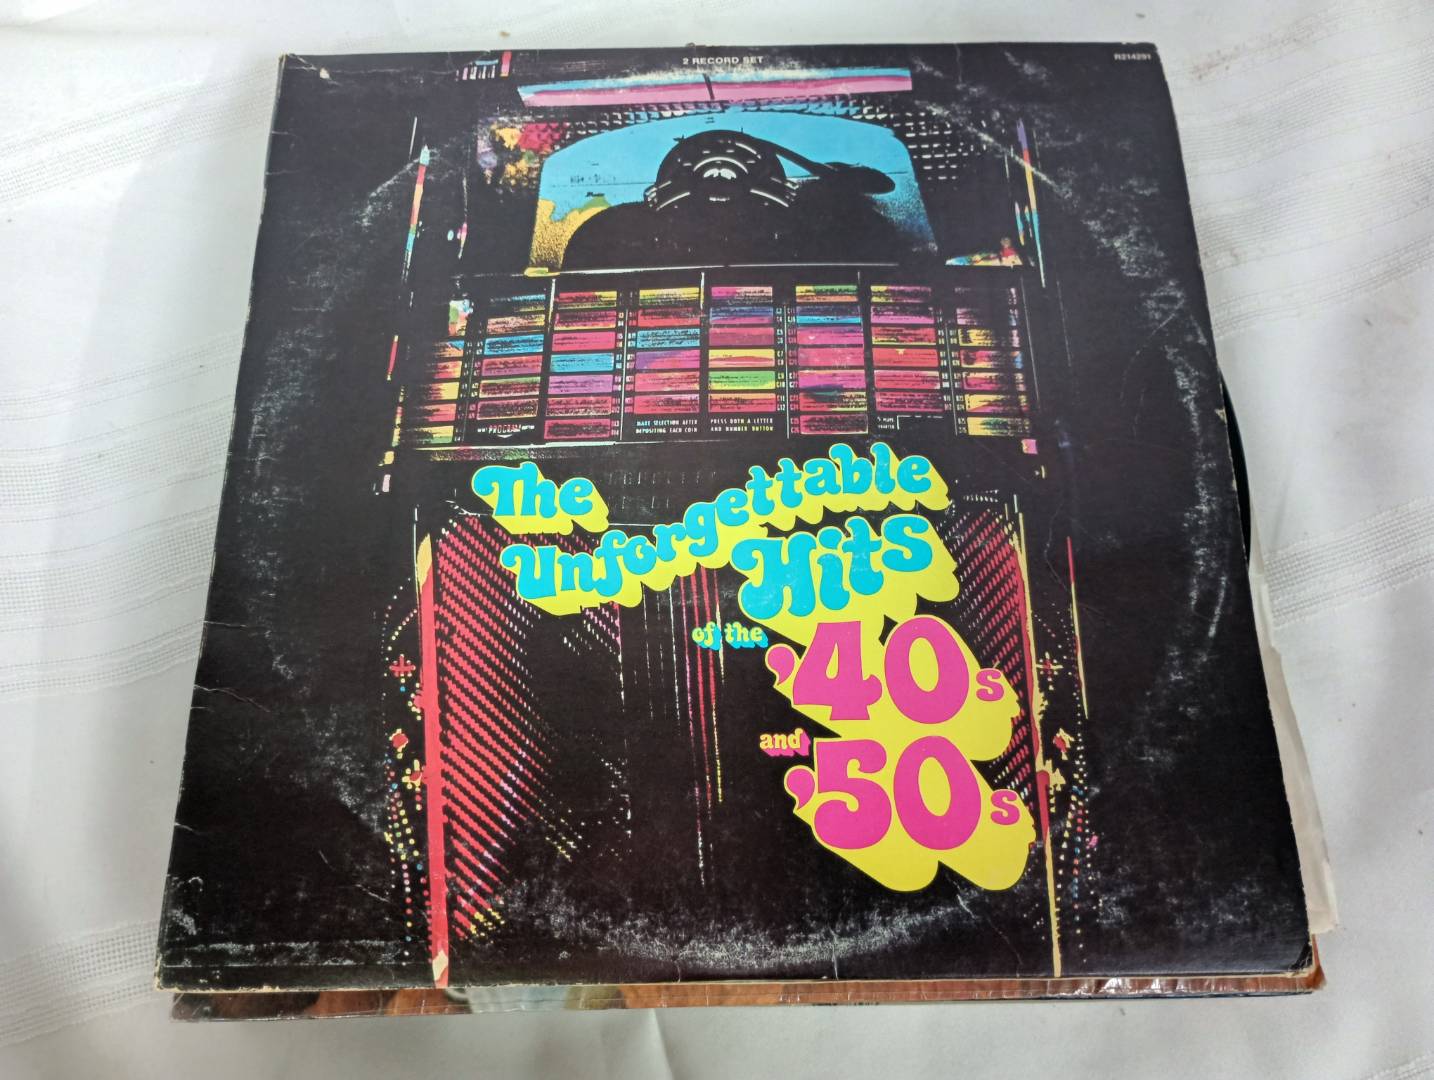 2 RECORD SET
R214291
PROGRAM
MAKE SELECTION AFTER
DEPOSITING EACH COIN
PRESS BOTH A LETTER
AND NUMBER BUTTON
The
Unforgettable
Hits
of the
'40s
and
'50s